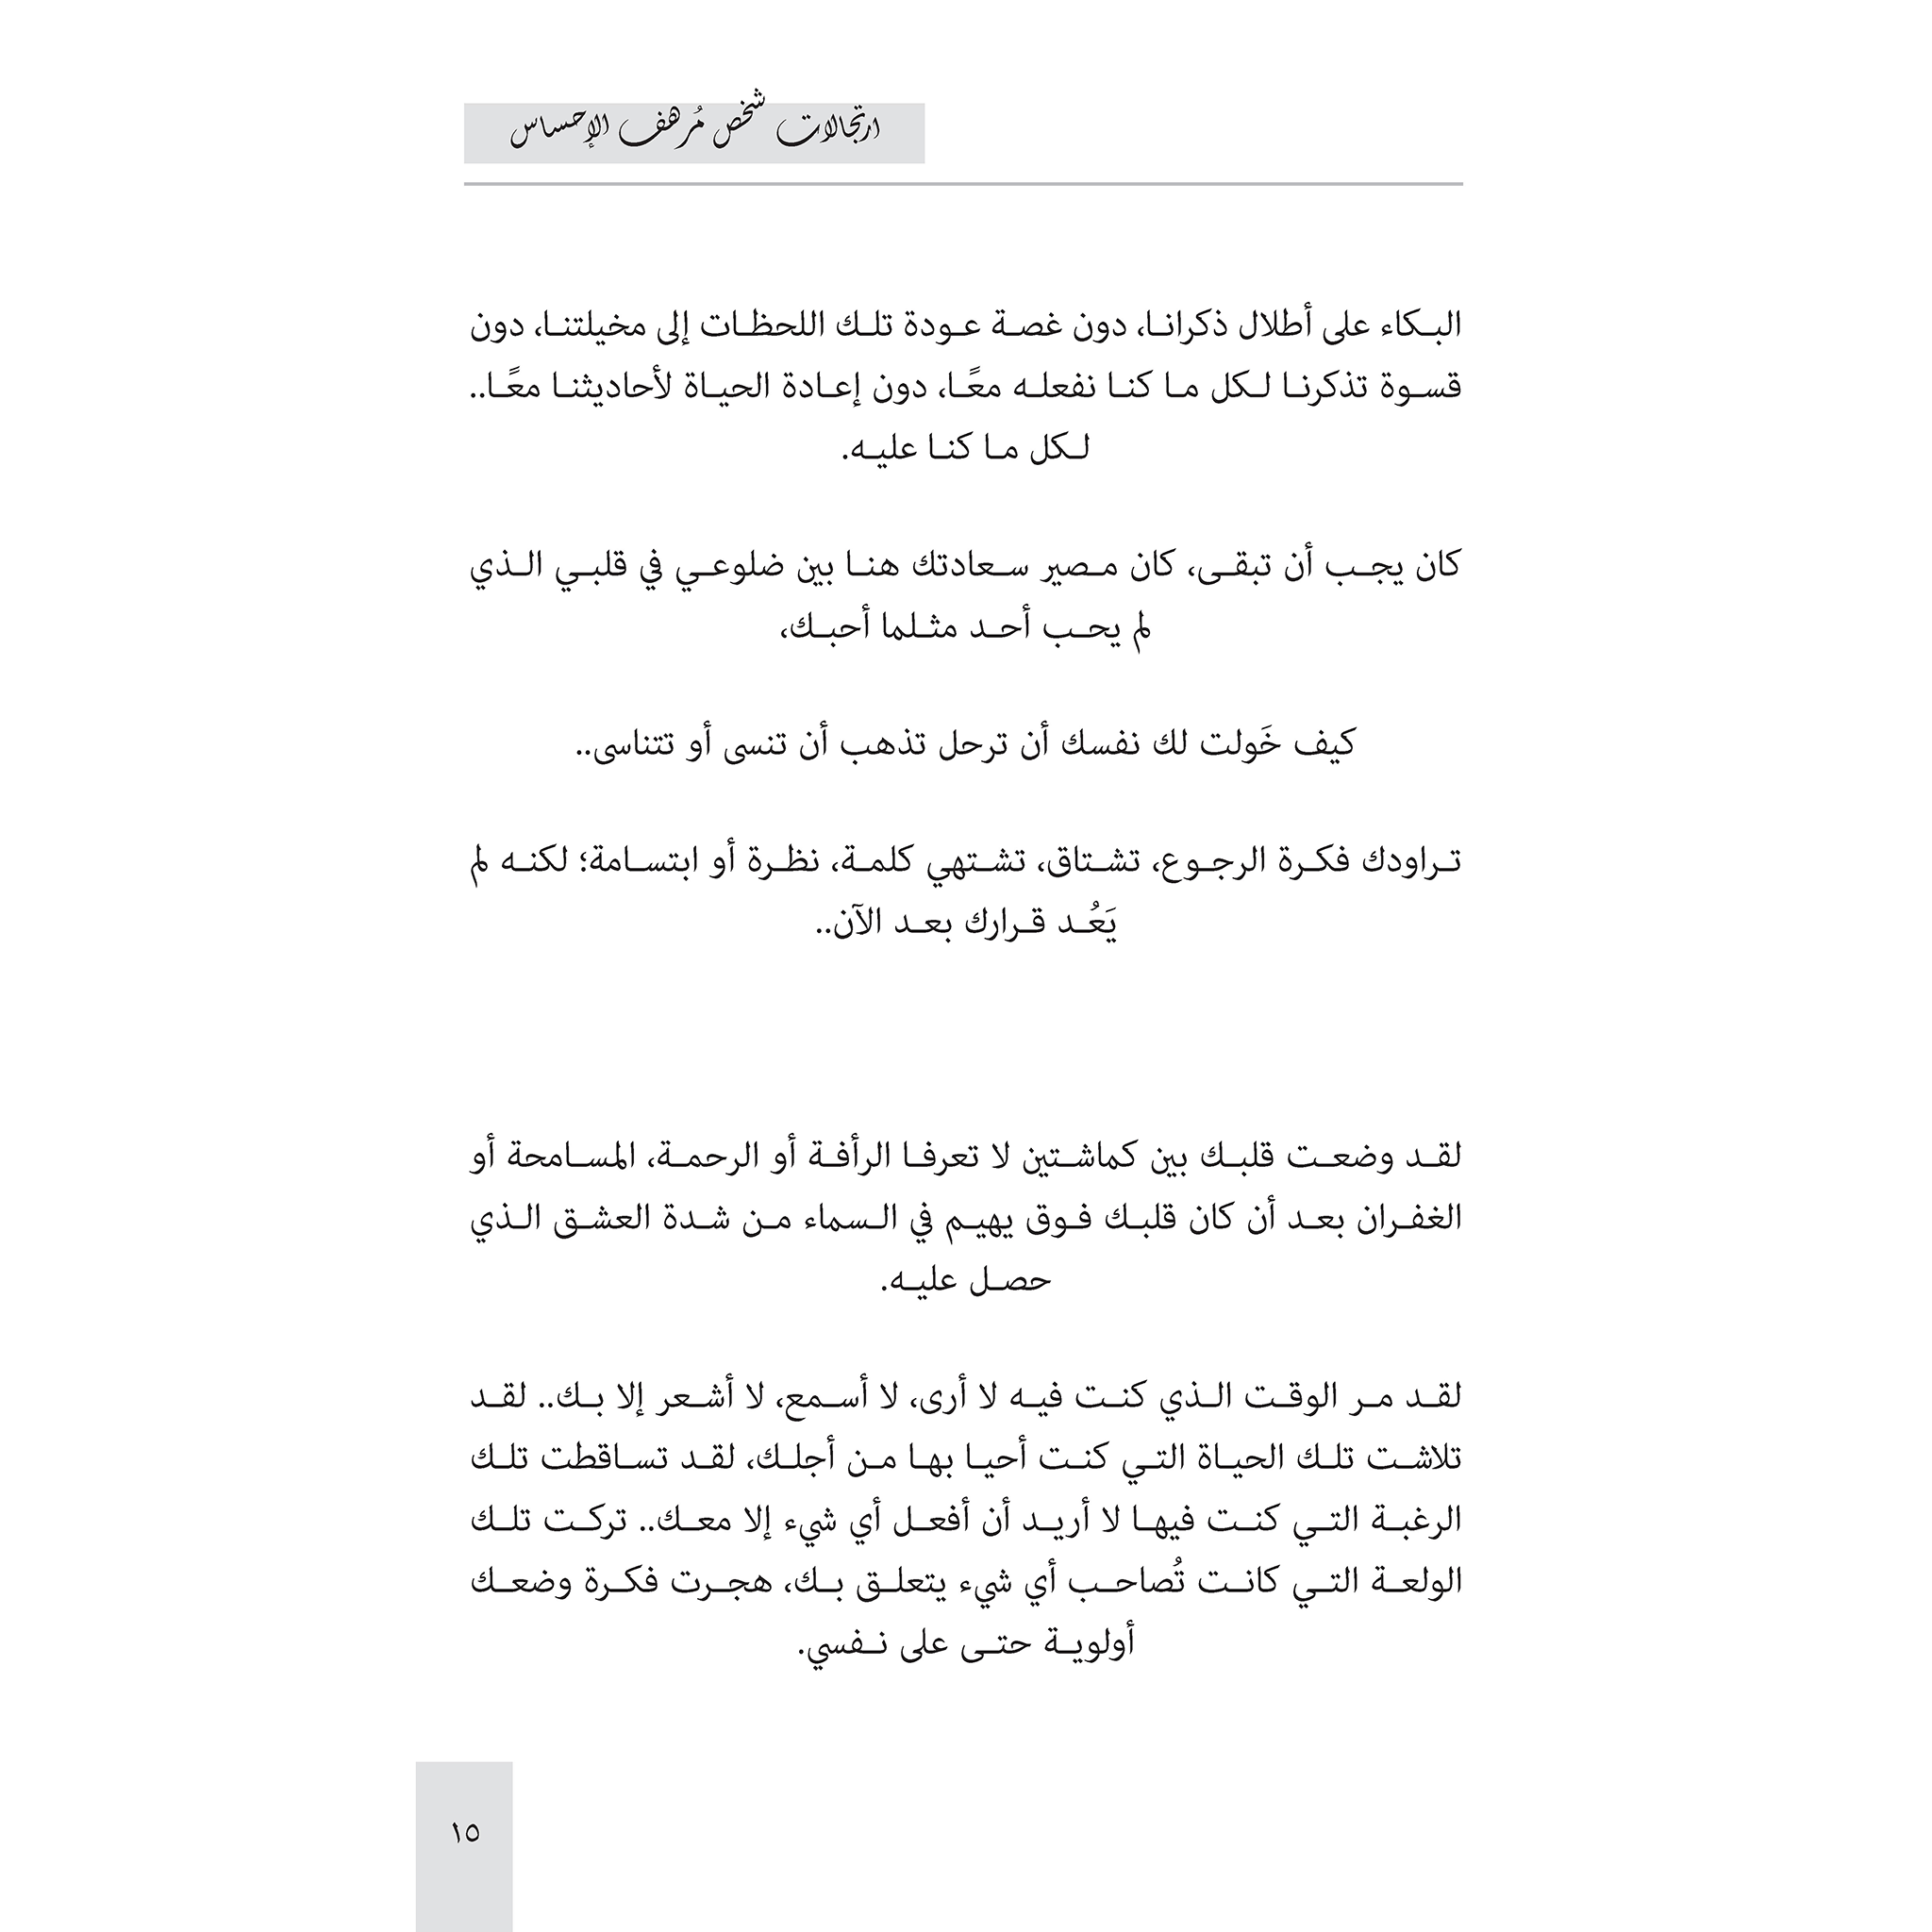 ارتجالات شخص مُرهف الإحساس
البكاء على أطلال ذكرانا، دون غصة عودة تلك اللحظات إلى مخيلتنا، دون
قسوة تذكرنا لكل ما كنا نفعله معًا، دون إعادة الحياة لأحاديثنا معًا..
لكل ما كنا عليه.
كان يجب أن تبقى، كان مصير سعادتك هنا بين ضلوعي في قلبي الذي
لم يحب أحد مثلما أحبك،
كيف خَولت لك نفسك أن ترحل تذهب أن تنسى أو تتناسى..
تراودك فكرة الرجوع، تشتاق، تشتهي كلمة، نظرة أو ابتسامة؛ لكنه لم
يَعُد قرارك بعد الآن..
لقد وضعت قلبك بين كماشتين لا تعرفا الرأفة أو الرحمة، المسامحة أو
الغفران بعد أن كان قلبك فوق يهيم في السماء من شدة العشق الذي
حصل عليه.
لقد مر الوقت الذي كنت فيه لا أرى، لا أسمع، لا أشعر إلا بك.. لقد
تلاشت تلك الحياة التي كنت أحيا بها من أجلك، لقد تساقطت تلك
الرغبة التي كنت فيها لا أريد أن أفعل أي شيء إلا معك.. تركت تلك
الولعة التي كانت تُصاحب أي شيء يتعلق بك، هجرت فكرة وضعك
أولوية حتى على نفسي.
١٥